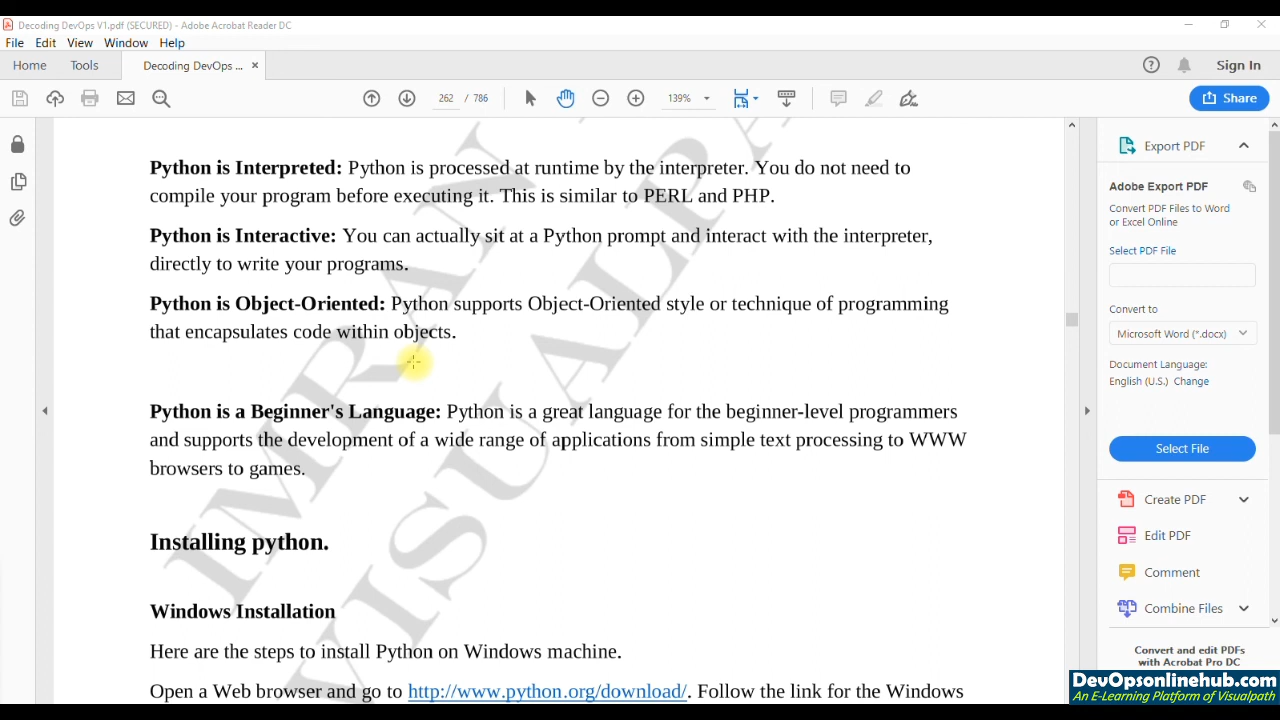 Decoding DevOps V1.pdf (SECURED) - Adobe Acrobat Reader DC
File Edit View Window Help
Home Tools Decoding DevOps ... × Sign In
262 / 786 139% Share
Python is Interpreted: Python is processed at runtime by the interpreter. You do not need to
compile your program before executing it. This is similar to PERL and PHP.
Python is Interactive: You can actually sit at a Python prompt and interact with the interpreter,
directly to write your programs.
Python is Object-Oriented: Python supports Object-Oriented style or technique of programming
that encapsulates code within objects.
Python is a Beginner's Language: Python is a great language for the beginner-level programmers
and supports the development of a wide range of applications from simple text processing to WWW
browsers to games.
Installing python.
Windows Installation
Here are the steps to install Python on Windows machine.
Open a Web browser and go to http://www.python.org/download/. Follow the link for the Windows
IMRAN
VISUALPA
Export PDF
Adobe Export PDF
Convert PDF Files to Word
or Excel Online
Select PDF File
Convert to
Microsoft Word (*.docx)
Document Language:
English (U.S.) Change
Select File
Create PDF
Edit PDF
Comment
Combine Files
Convert and edit PDFs
with Acrobat Pro DC
DevOpsonlinehub.com
An E-Learning Platform of Visualpath